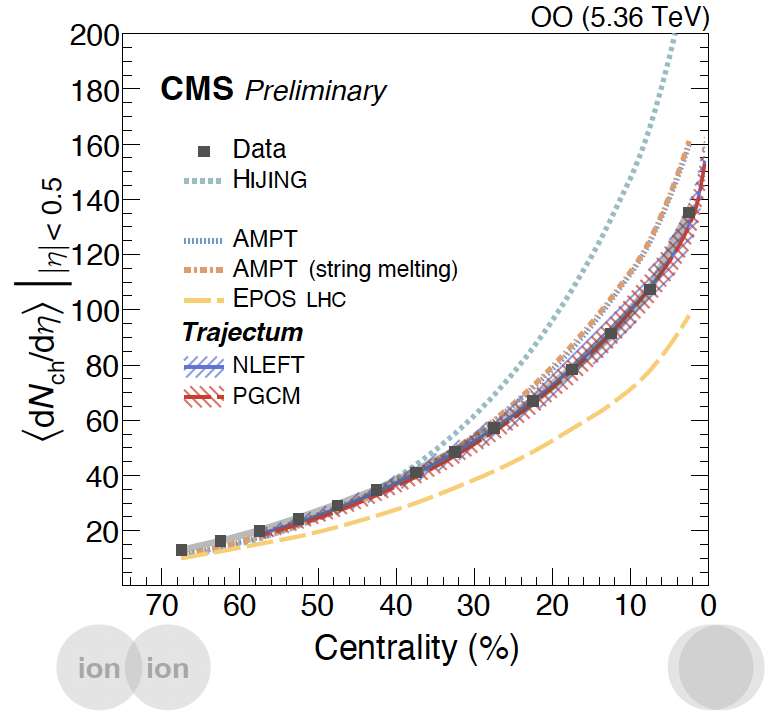 OO (5.36 TeV)
CMS Preliminary
Data
HIJING
AMPT
AMPT (string melting)
EPOS LHC
Trajectum
NLEFT
PGCM
⟨dN_ch/dη⟩ | |η| < 0.5
200
180
160
140
120
100
80
60
40
20
70 60 50 40 30 20 10 0
Centrality (%)
ion ion